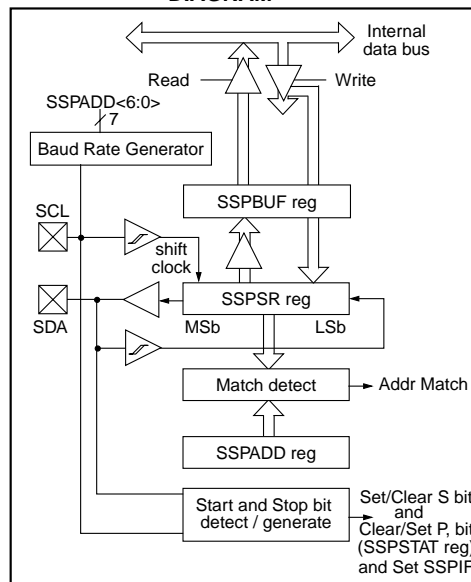 DIAGRAM
Internal
data bus
Read
Write
SSPADD<6:0>
7
Baud Rate Generator
SSPBUF reg
SCL
shift
clock
SSPSR reg
SDA
MSb
LSb
Match detect
Addr Match
SSPADD reg
Start and Stop bit
detect / generate
Set/Clear S bit
and
Clear/Set P, bit
(SSPSTAT reg)
and Set SSPIF